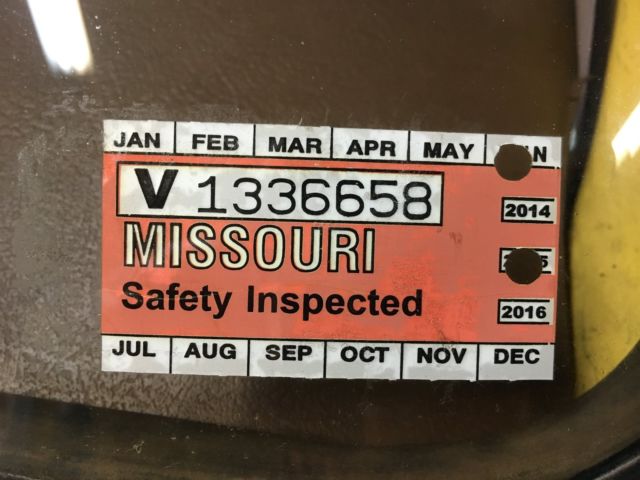 JAN FEB MAR APR MAY
V 1336658
2014
MISSOURI
Safety Inspected
2016
JUL AUG SEP OCT NOV DEC